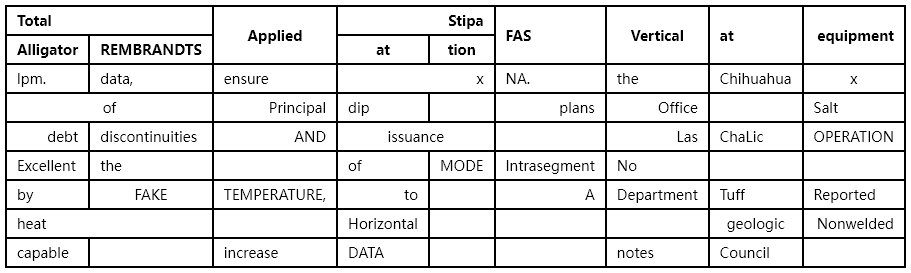 Total Applied Stipa FAS Vertical at equipment
Alligator REMBRANDTS at tion
lpm. data, ensure x NA. the Chihuahua x
of Principal dip plans Office Salt
debt discontinuities AND issuance Las ChaLic OPERATION
Excellent the of MODE Intrasegment No
by FAKE TEMPERATURE, to A Department Tuff Reported
heat Horizontal geologic Nonwelded
capable increase DATA notes Council